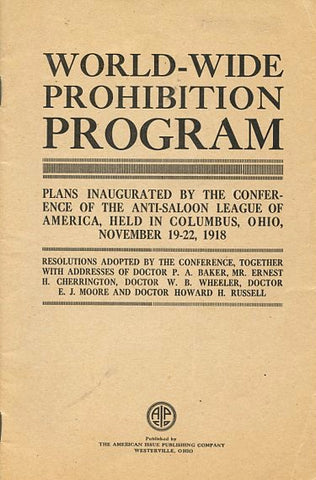 WORLD-WIDE
PROHIBITION
PROGRAM
PLANS INAUGURATED BY THE CONFER-
ENCE OF THE ANTI-SALOON LEAGUE OF
AMERICA, HELD IN COLUMBUS, OHIO,
NOVEMBER 19-22, 1918
RESOLUTIONS ADOPTED BY THE CONFERENCE, TOGETHER
WITH ADDRESSES OF DOCTOR P. A. BAKER, MR. ERNEST
H. CHERRINGTON, DOCTOR W. B. WHEELER, DOCTOR
E. J. MOORE AND DOCTOR HOWARD H. RUSSELL
Published by
THE AMERICAN ISSUE PUBLISHING COMPANY
WESTERVILLE, OHIO